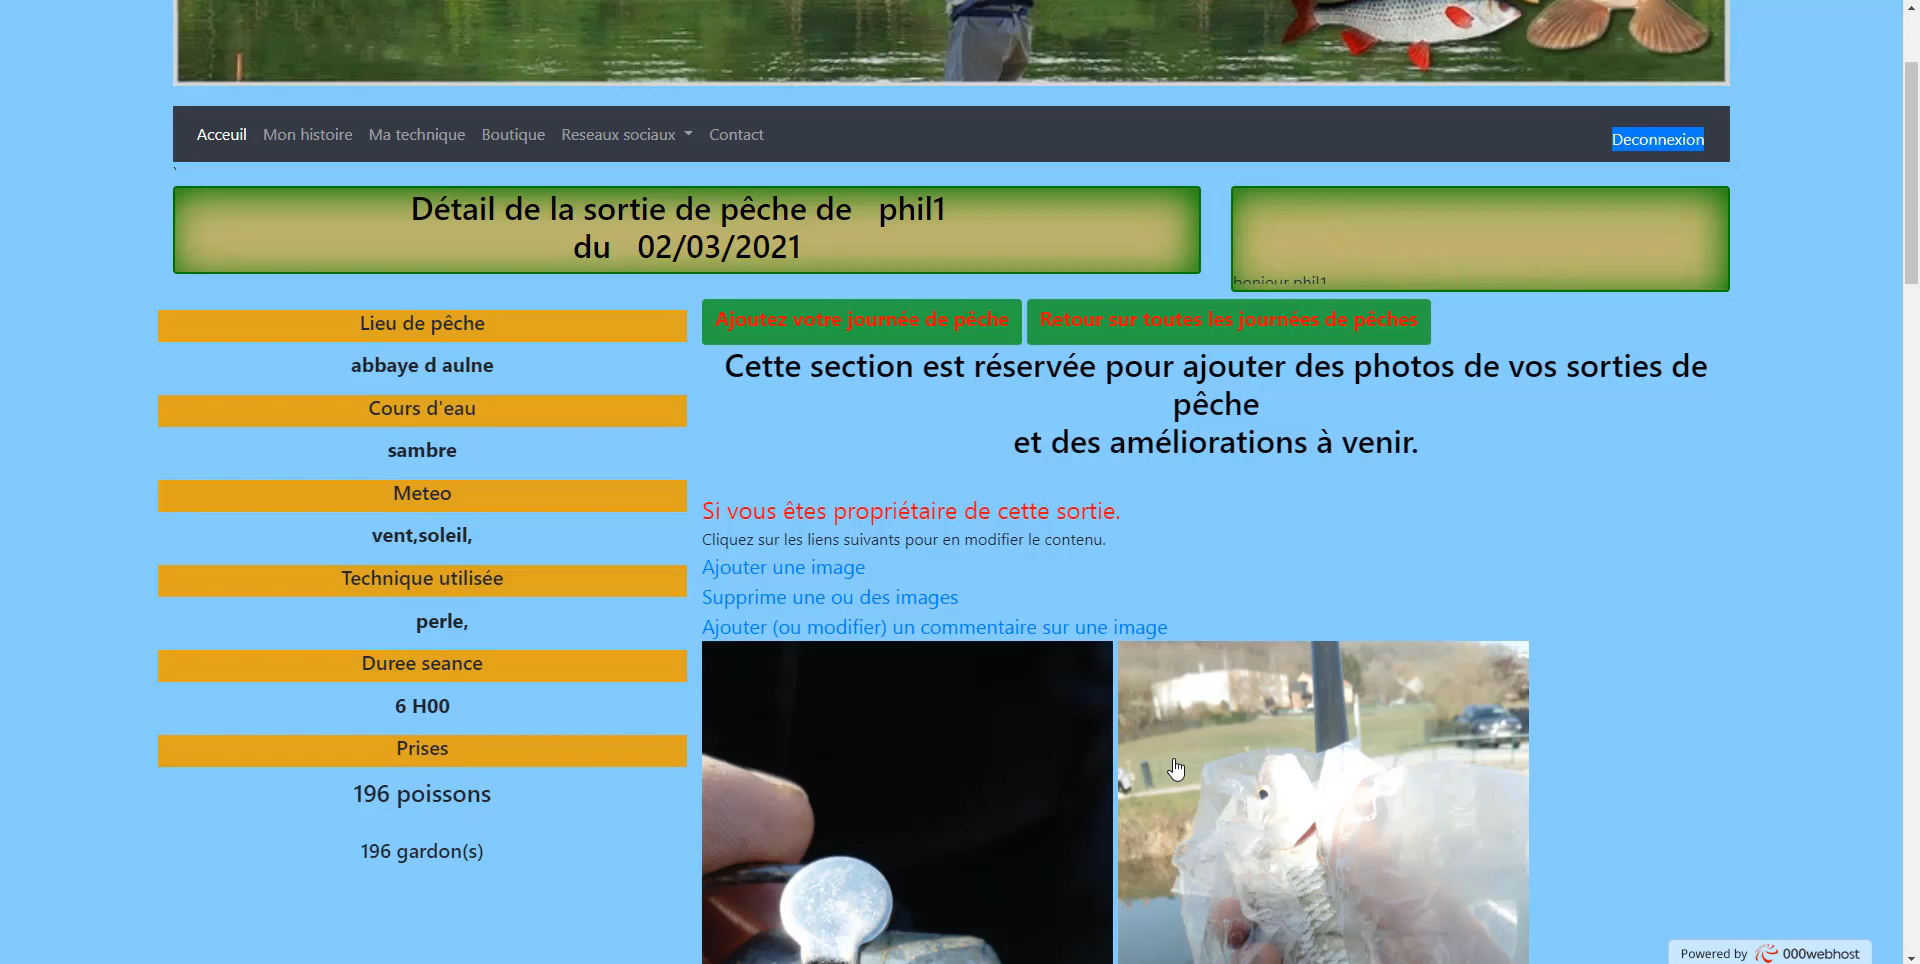 Acceuil Mon histoire Ma technique Boutique Reseaux sociaux Contact
Deconnexion
`
Détail de la sortie de pêche de phil1
du 02/03/2021
bonjour phil1
Lieu de pêche
abbaye d aulne
Cours d'eau
sambre
Meteo
vent,soleil,
Technique utilisée
perle,
Duree seance
6 H00
Prises
196 poissons
196 gardon(s)
Ajoutez votre journée de pêche
Retour sur toutes les journées de pêches
Cette section est réservée pour ajouter des photos de vos sorties de
pêche
et des améliorations à venir.
Si vous êtes propriétaire de cette sortie.
Cliquez sur les liens suivants pour en modifier le contenu.
Ajouter une image
Supprime une ou des images
Ajouter (ou modifier) un commentaire sur une image
Powered by 000webhost